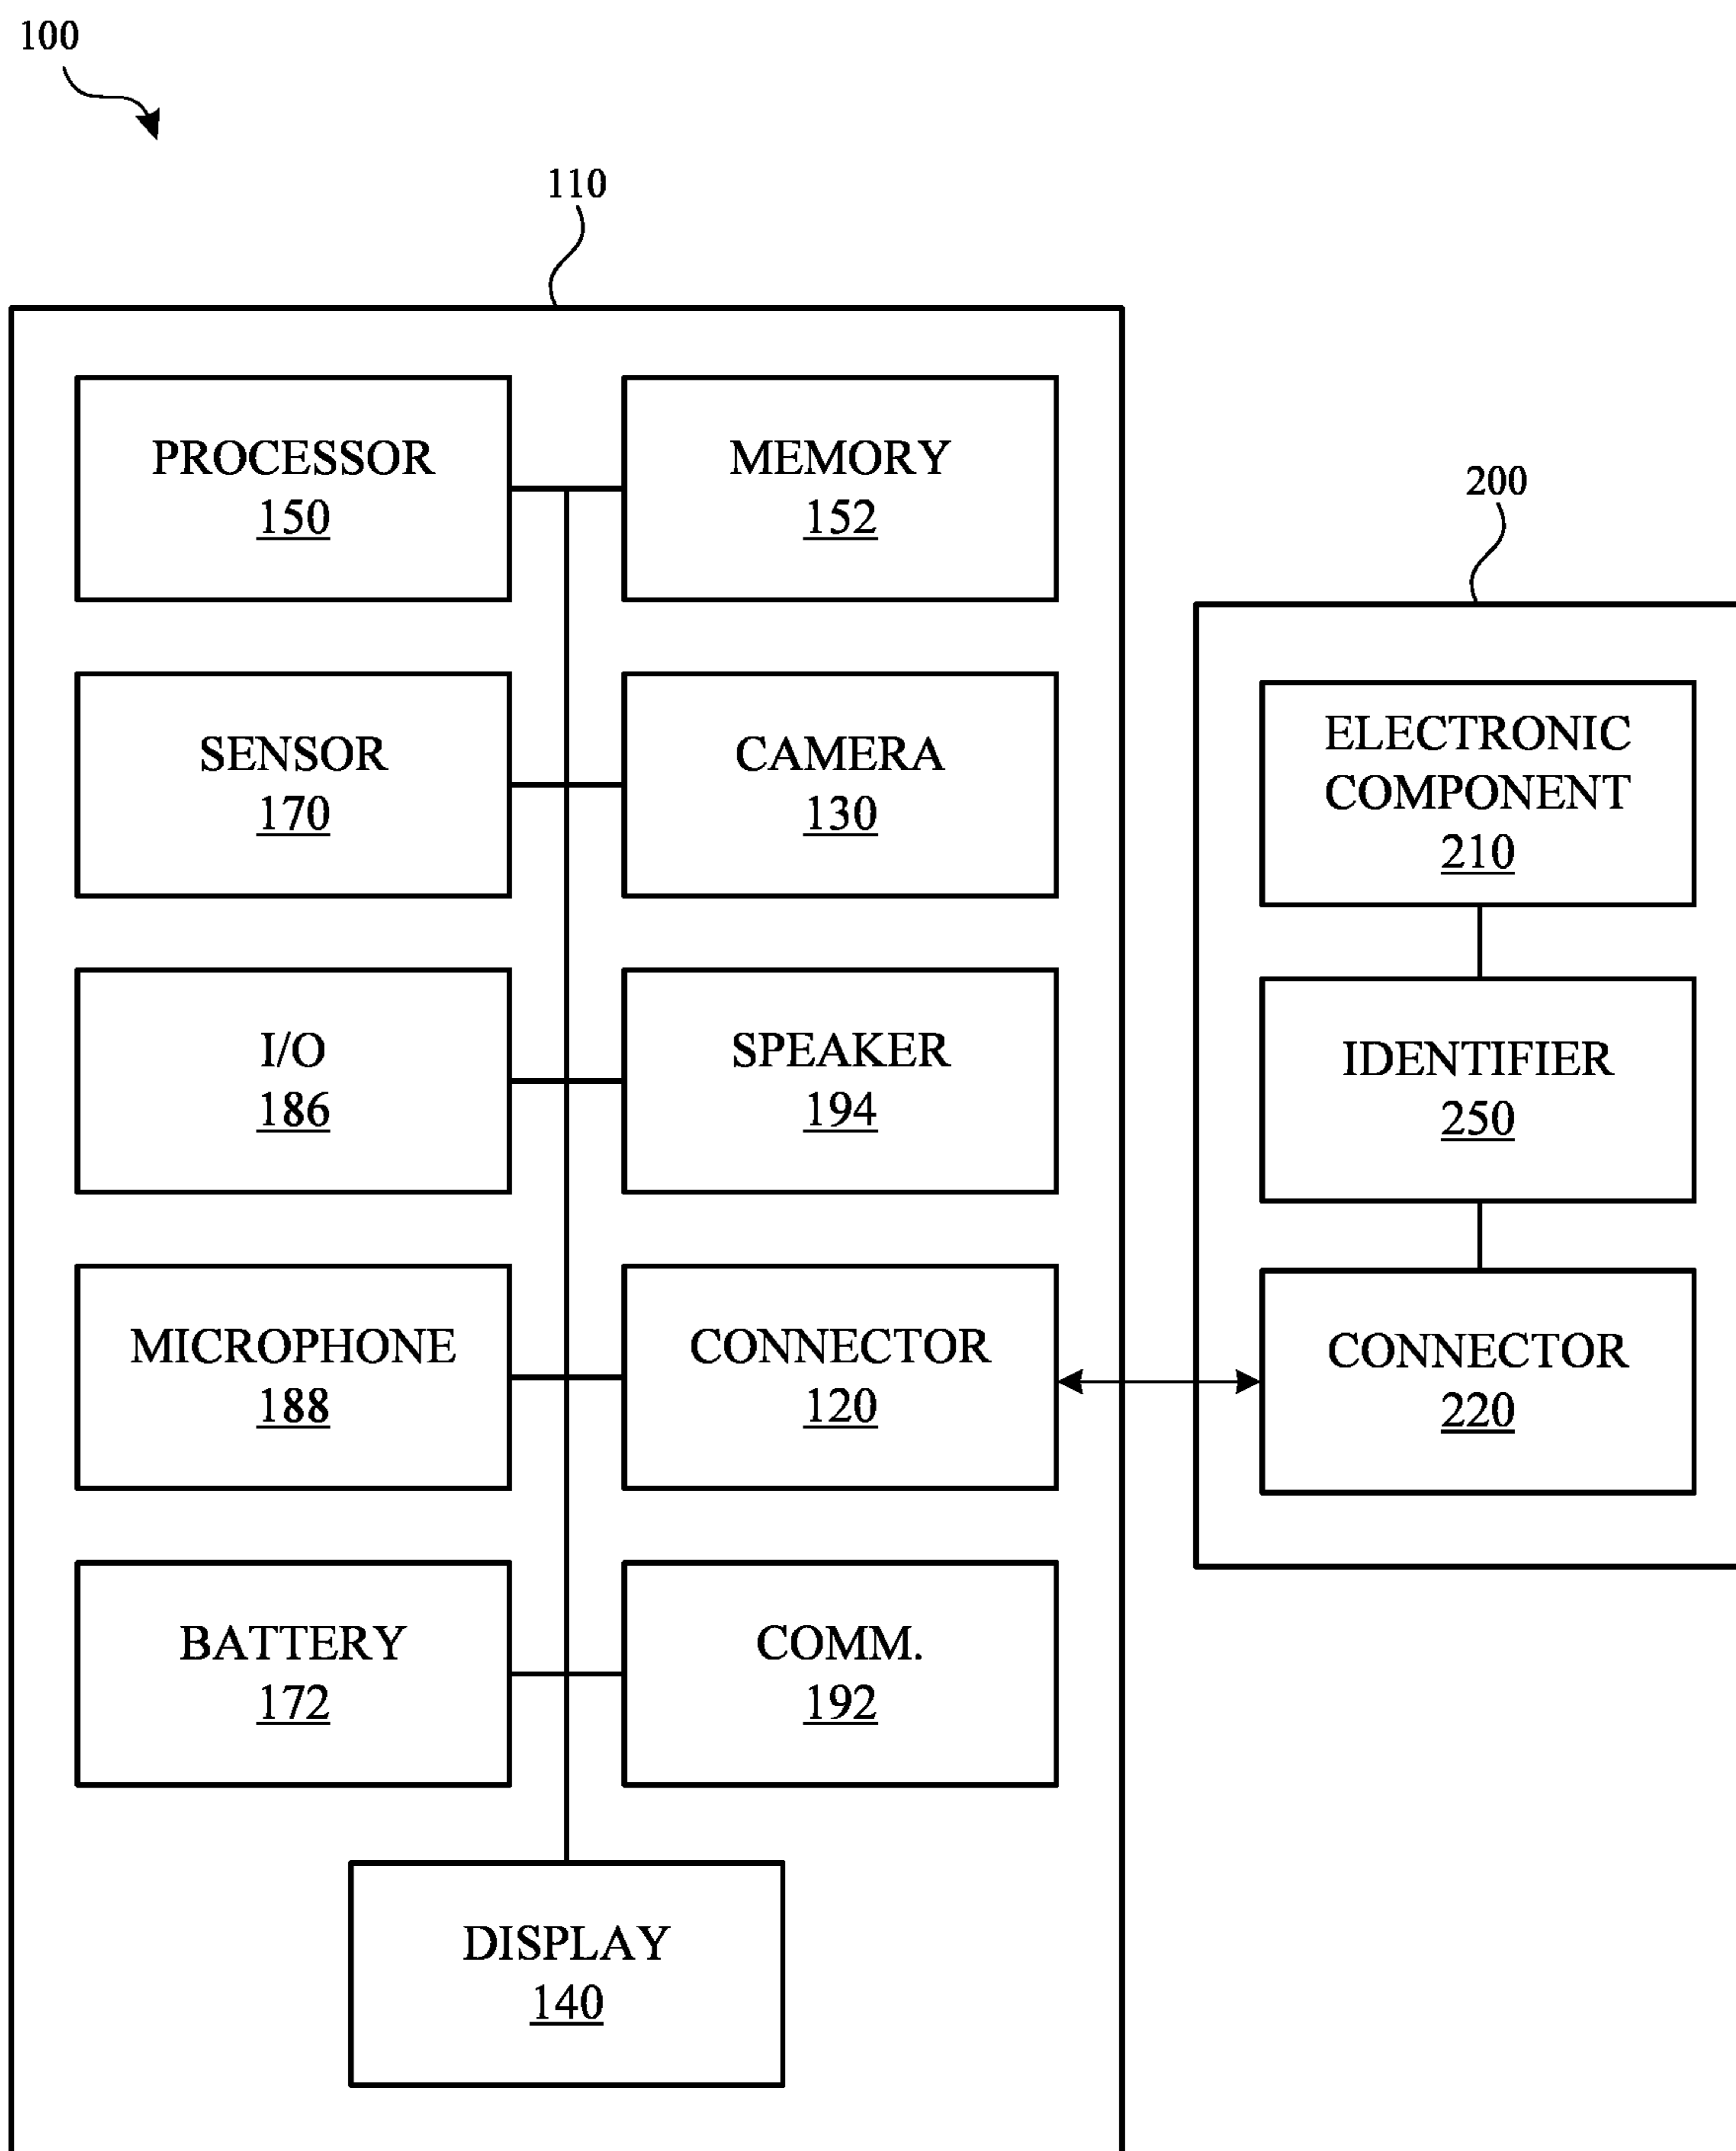 100
110
PROCESSOR
150
MEMORY
152
SENSOR
170
CAMERA
130
I/O
186
SPEAKER
194
MICROPHONE
188
CONNECTOR
120
BATTERY
172
COMM.
192
DISPLAY
140
200
ELECTRONIC
COMPONENT
210
IDENTIFIER
250
CONNECTOR
220